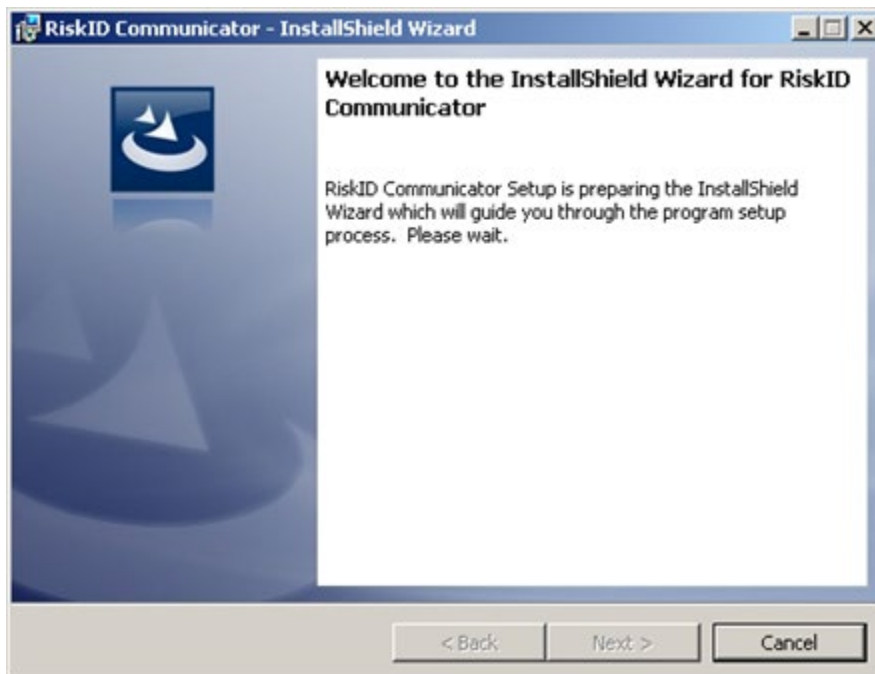 RiskID Communicator - InstallShield Wizard
Welcome to the InstallShield Wizard for RiskID
Communicator
RiskID Communicator Setup is preparing the InstallShield
Wizard which will guide you through the program setup
process.  Please wait.
< Back
Next >
Cancel